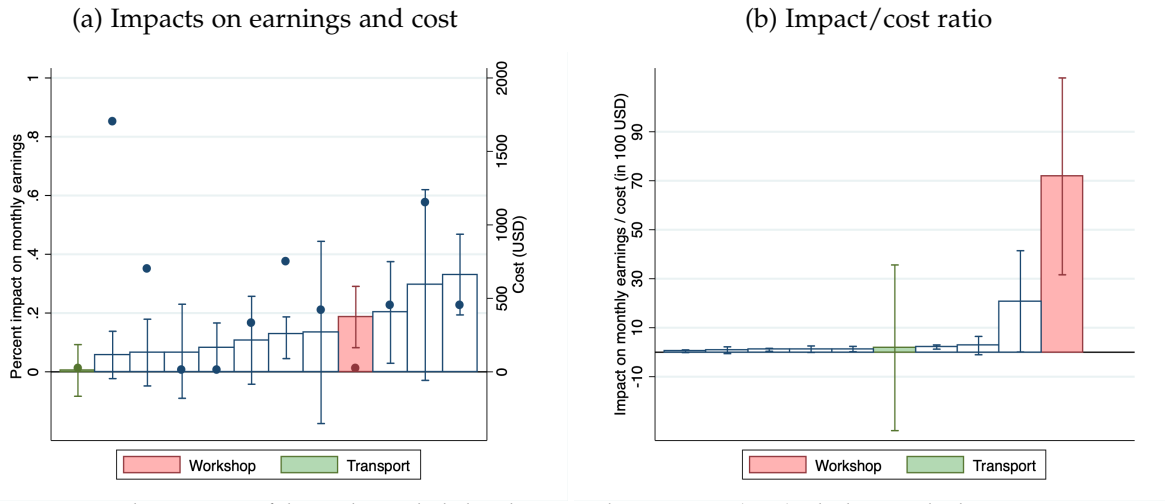 (a) Impacts on earnings and cost
Percent impact on monthly earnings
1
.8
.6
.4
.2
0
2000
1500
1000
500
0
Cost (USD)
Workshop
Transport
(b) Impact/cost ratio
Impact on monthly earnings / cost (in 100 USD)
90
70
50
30
10
-10
Workshop
Transport